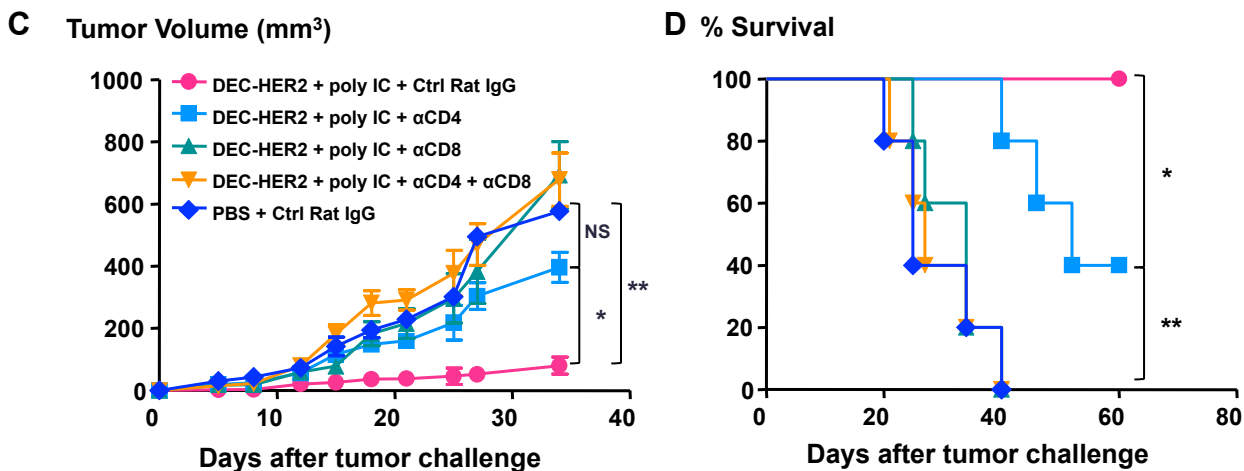 C Tumor Volume (mm³)
1000
800
600
400
200
0
DEC-HER2 + poly IC + Ctrl Rat IgG
DEC-HER2 + poly IC + αCD4
DEC-HER2 + poly IC + αCD8
DEC-HER2 + poly IC + αCD4 + αCD8
PBS + Ctrl Rat IgG
NS
*
**
0 10 20 30 40
Days after tumor challenge
D % Survival
100
80
60
40
20
0
*
**
0 20 40 60 80
Days after tumor challenge